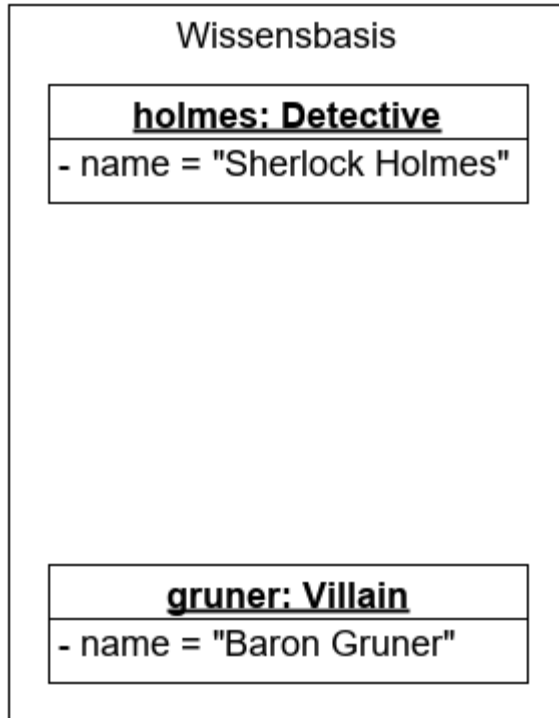 Wissensbasis
holmes: Detective
- name = "Sherlock Holmes"
gruner: Villain
- name = "Baron Gruner"